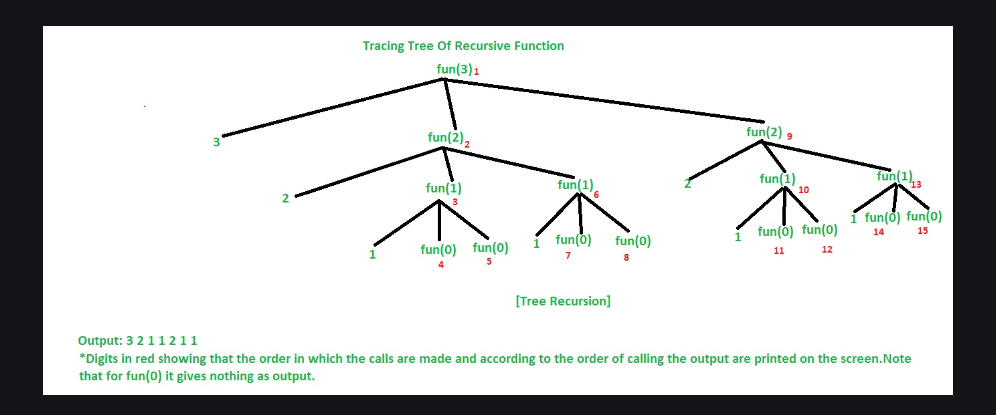 Tracing Tree Of Recursive Function
fun(3) 1
3
fun(2) 2
fun(2) 9
2
fun(1) 3
fun(1) 6
2
fun(1) 10
fun(1) 13
1
fun(0) 4
fun(0) 5
1
fun(0) 7
fun(0) 8
1
fun(0) 11
fun(0) 12
1
fun(0) 14
fun(0) 15
[Tree Recursion]
Output: 3 2 1 1 2 1 1
*Digits in red showing that the order in which the calls are made and according to the order of calling the output are printed on the screen.Note
that for fun(0) it gives nothing as output.